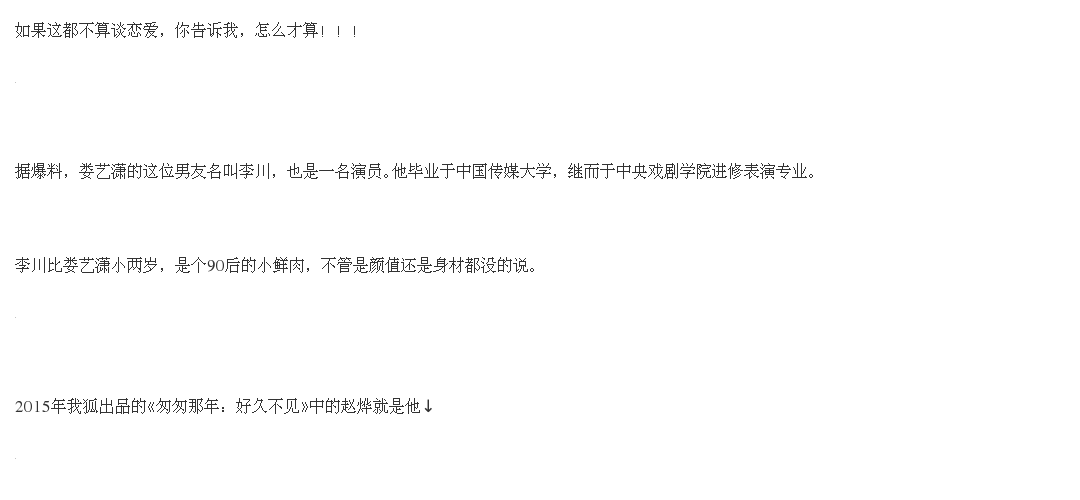 如果这都不算谈恋爱，你告诉我，怎么才算！！！
据爆料，娄艺潇的这位男友名叫李川，也是一名演员。他毕业于中国传媒大学，继而于中央戏剧学院进修表演专业。
李川比娄艺潇小两岁，是个90后的小鲜肉，不管是颜值还是身材都没的说。
2015年我狐出品的《匆匆那年：好久不见》中的赵烨就是他↓